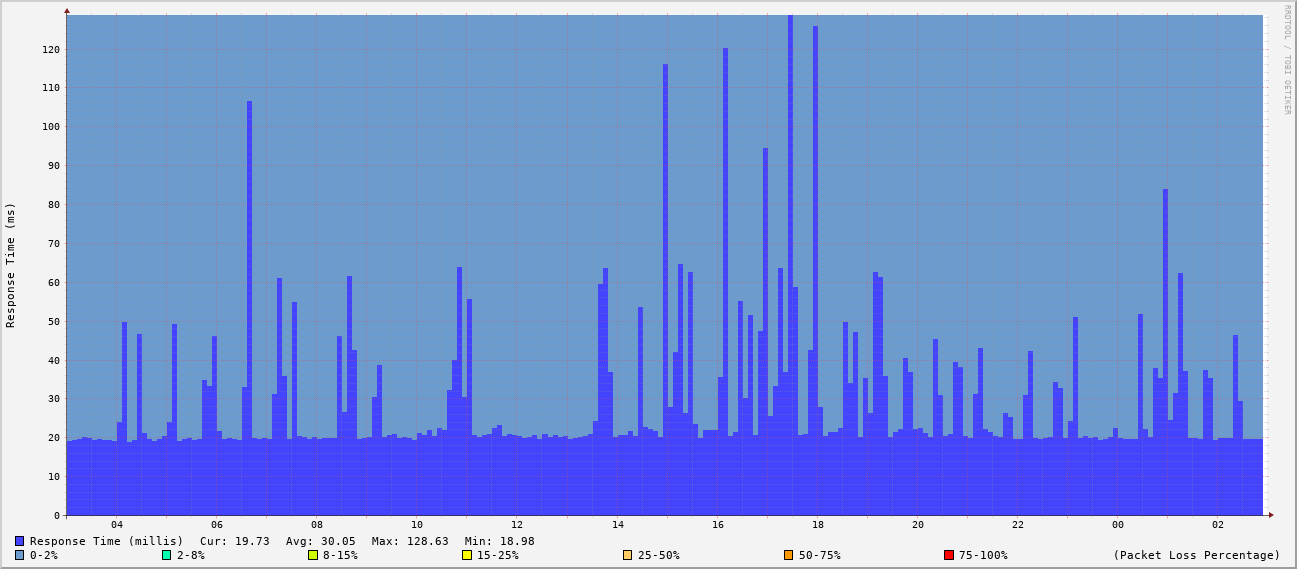 RRDTOOL / TOBI OETIKER
Response Time (ms)
120
110
100
90
80
70
60
50
40
30
20
10
0
04 06 08 10 12 14 16 18 20 22 00 02
Response Time (millis) Cur: 19.73 Avg: 30.05 Max: 128.63 Min: 18.98
0-2% 2-8% 8-15% 15-25% 25-50% 50-75% 75-100% (Packet Loss Percentage)